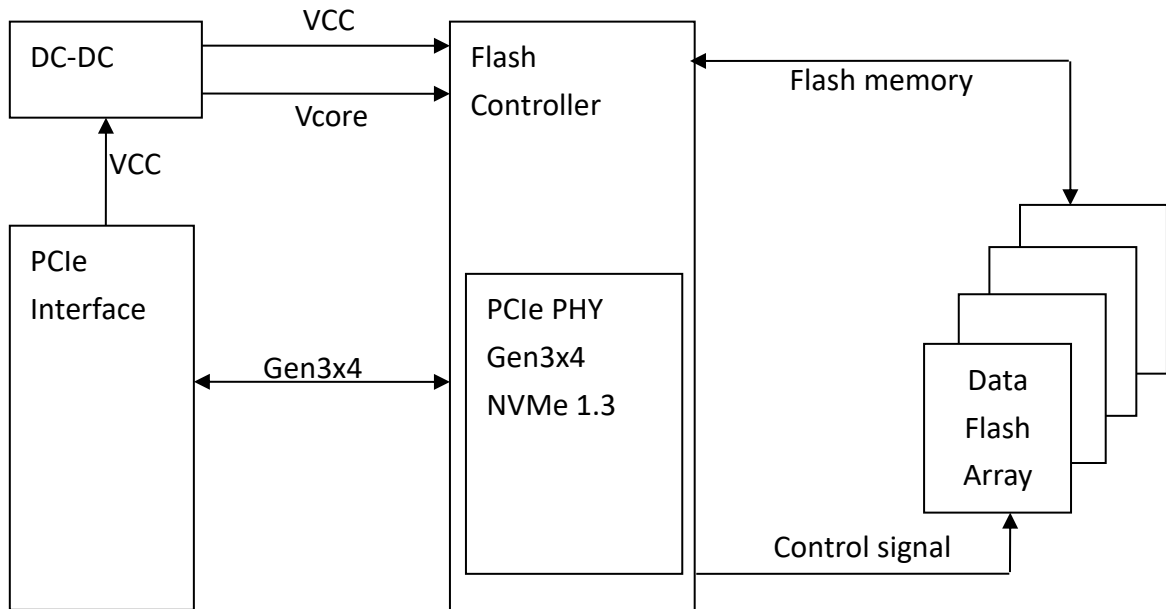 DC-DC
VCC
Vcore
VCC
PCIe
Interface
Gen3x4
Flash
Controller
PCIe PHY
Gen3x4
NVMe 1.3
Flash memory
Data
Flash
Array
Control signal